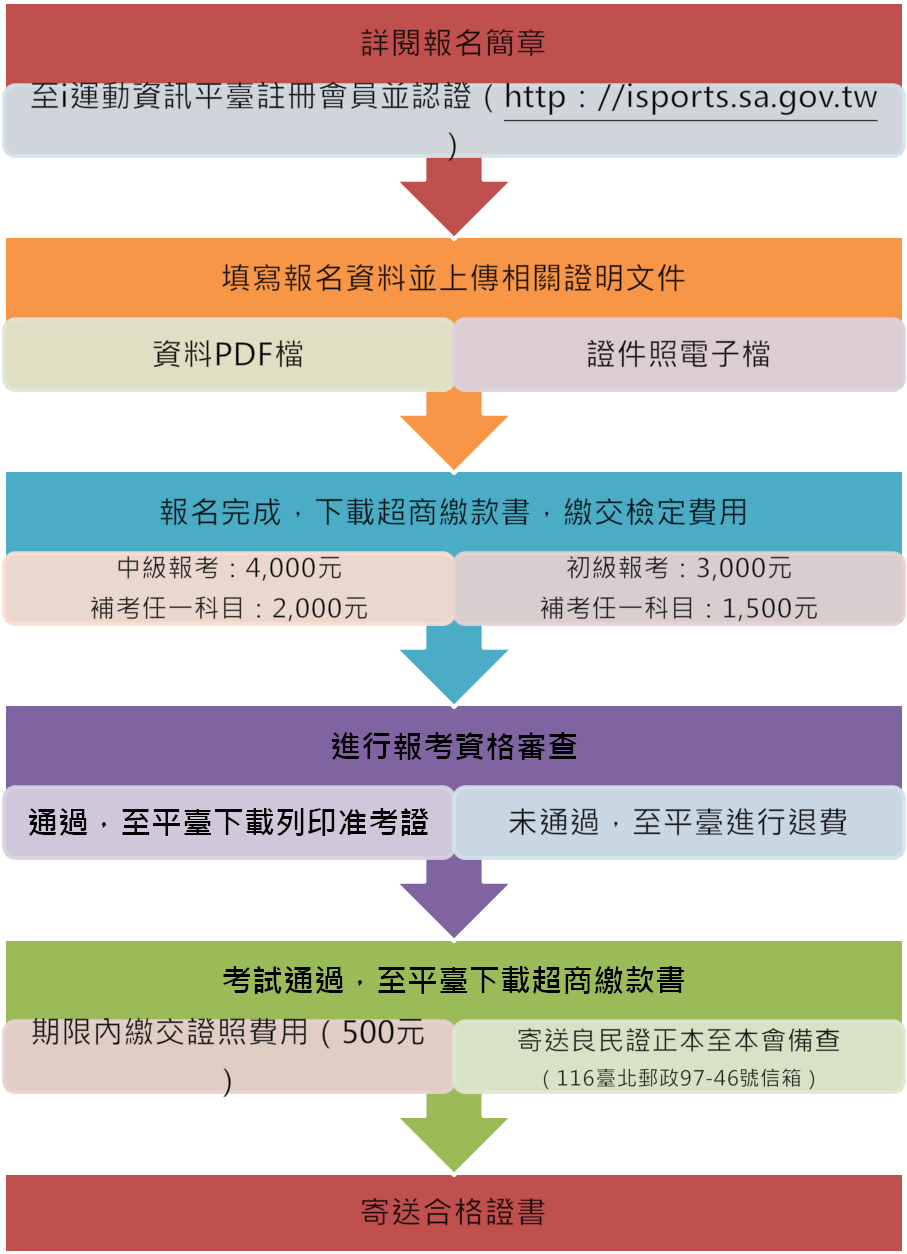 詳閱報名簡章
至i運動資訊平臺註冊會員並認證（http：//isports.sa.gov.tw
）
填寫報名資料並上傳相關證明文件
資料PDF檔
證件照電子檔
報名完成，下載超商繳款書，繳交檢定費用
中級報考：4,000元
補考任一科目：2,000元
初級報考：3,000元
補考任一科目：1,500元
進行報考資格審查
通過，至平臺下載列印准考證
未通過，至平臺進行退費
考試通過，至平臺下載超商繳款書
期限內繳交證照費用（500元
）
寄送良民證正本至本會備查
（116臺北郵政97-46號信箱）
寄送合格證書